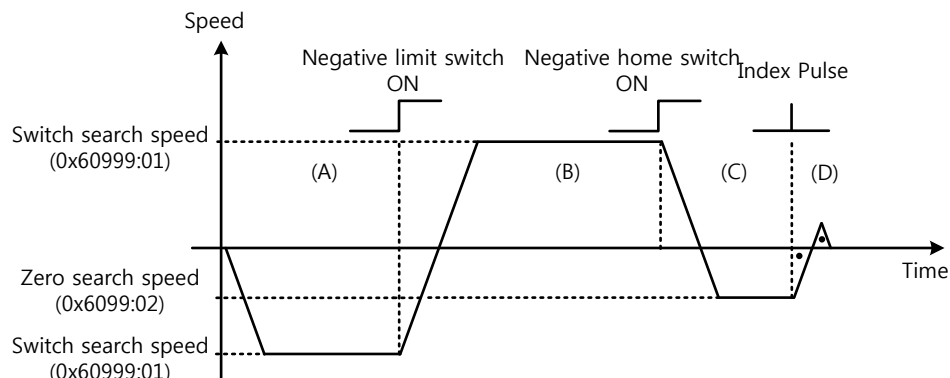 Speed
Negative limit switch
ON
Negative home switch
ON
Index Pulse
Switch search speed
(0x60999:01)
(A)
(B)
(C)
(D)
Time
Zero search speed
(0x6099:02)
Switch search speed
(0x60999:01)